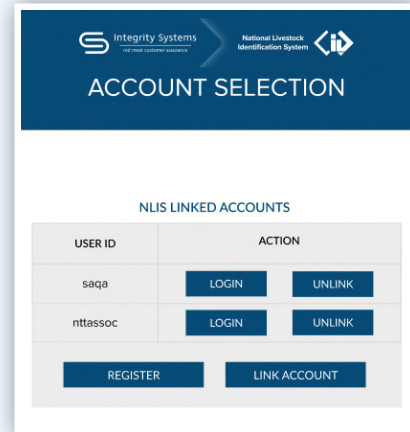 Integrity Systems
red meat customer assurance
National Livestock
Identification System
ACCOUNT SELECTION
NLIS LINKED ACCOUNTS
USER ID ACTION
saqa LOGIN UNLINK
nttassoc LOGIN UNLINK
REGISTER LINK ACCOUNT